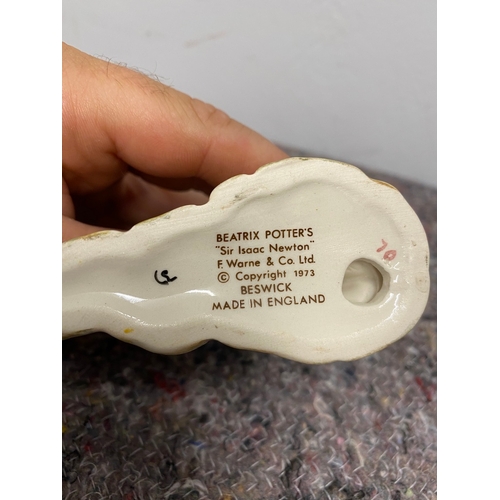 BEATRIX POTTER'S
"Sir Isaac Newton"
F. Warne & Co. Ltd.
© Copyright 1973
BESWICK
MADE IN ENGLAND